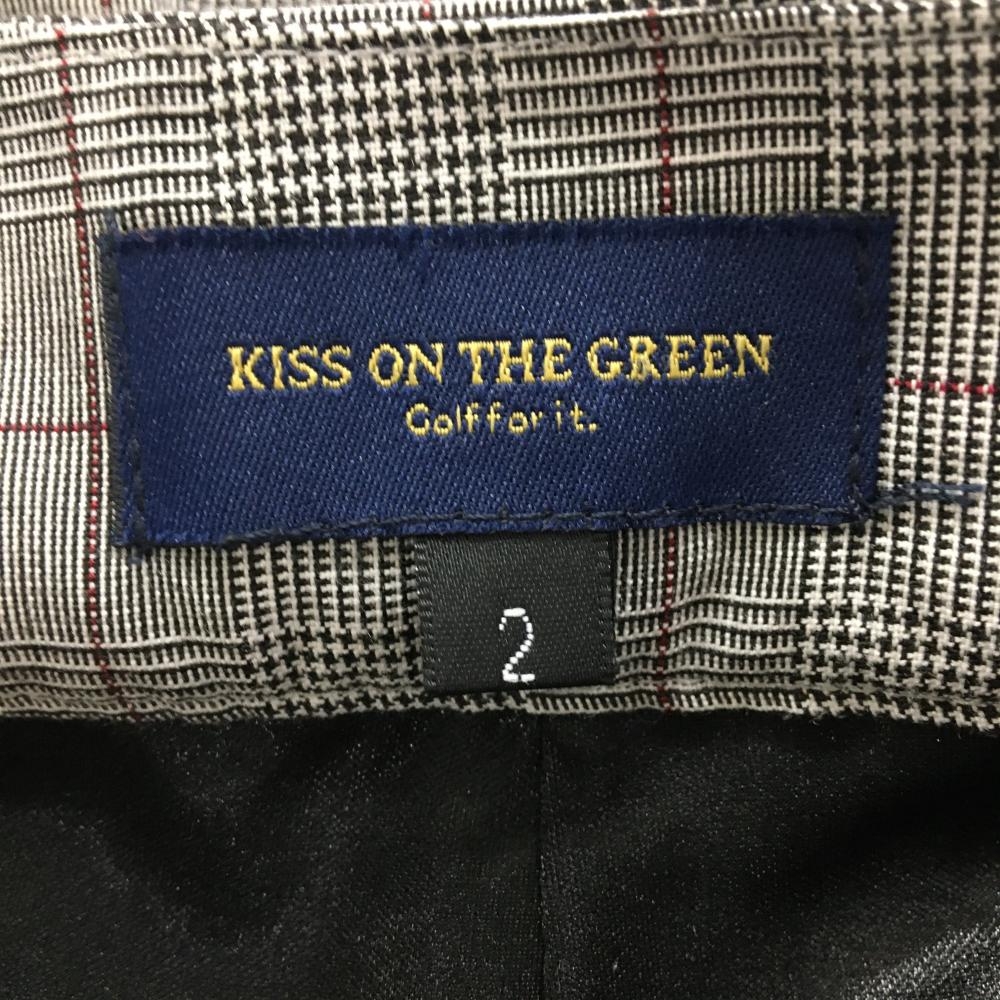 KISS ON THE GREEN
Golf for it.
2